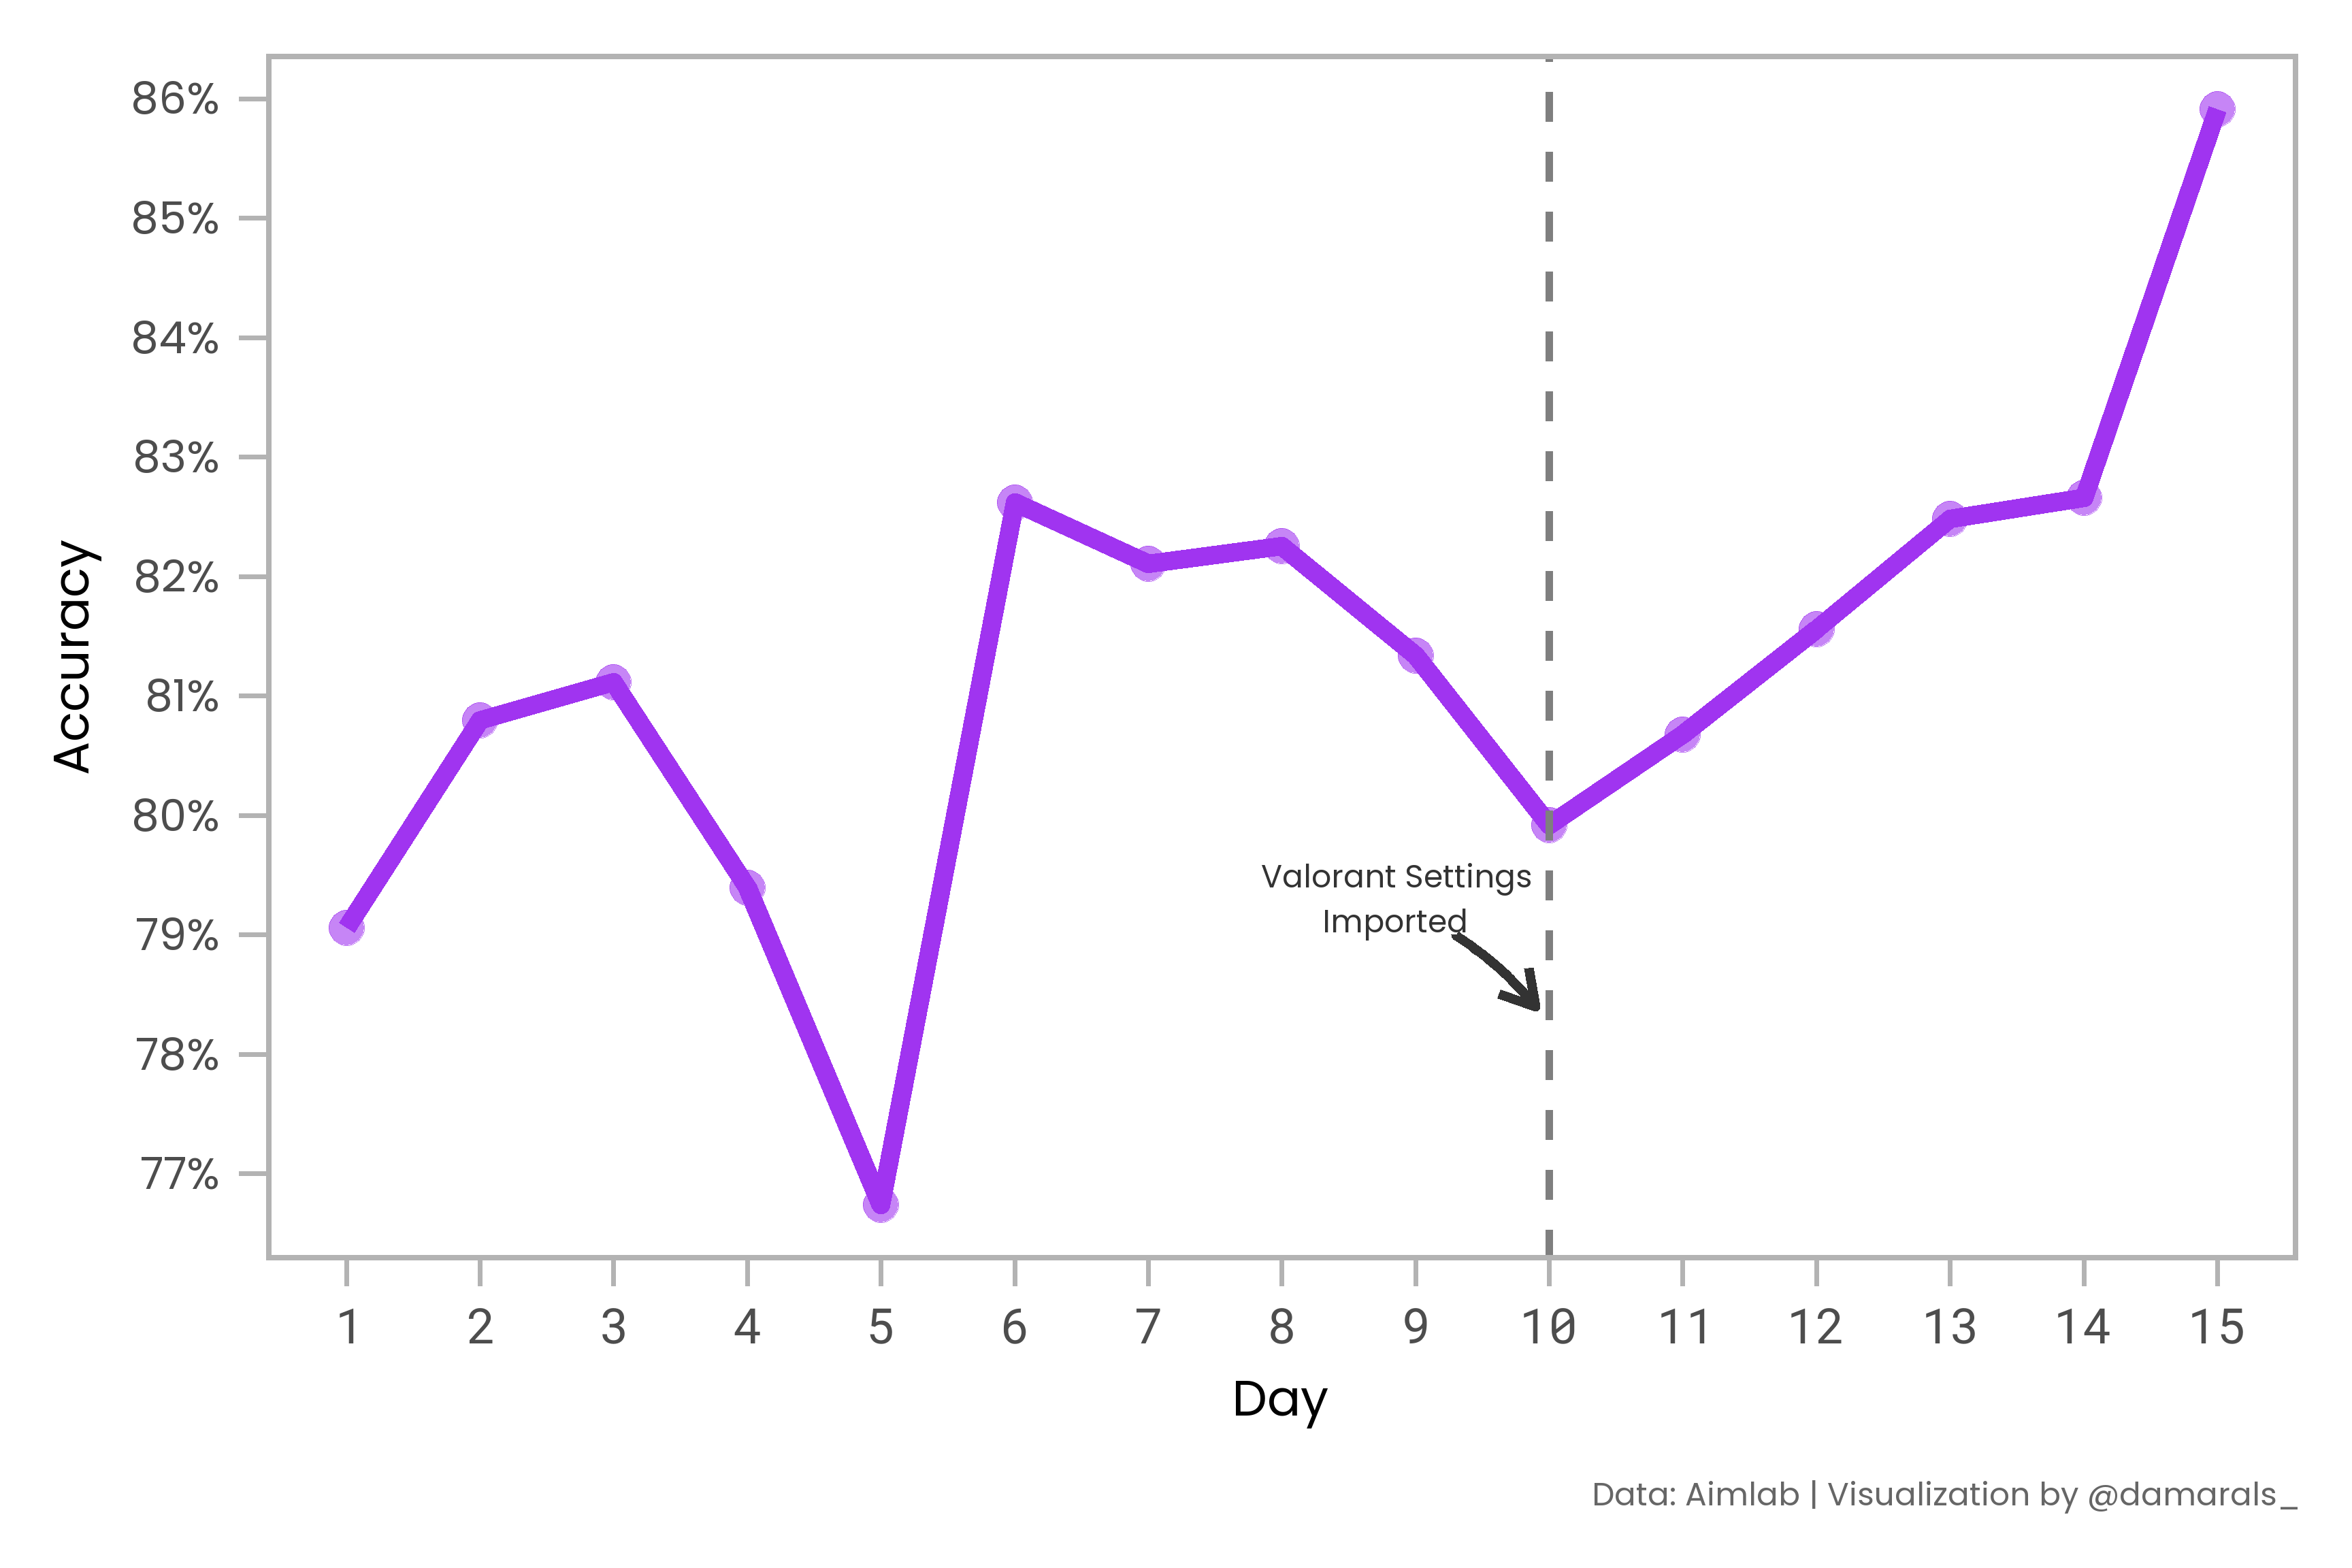 86%
85%
84%
83%
82%
81%
80%
79%
78%
77%
Accuracy
Valorant Settings
Imported
1 2 3 4 5 6 7 8 9 10 11 12 13 14 15
Day
Data: Aimlab | Visualization by @damarals_